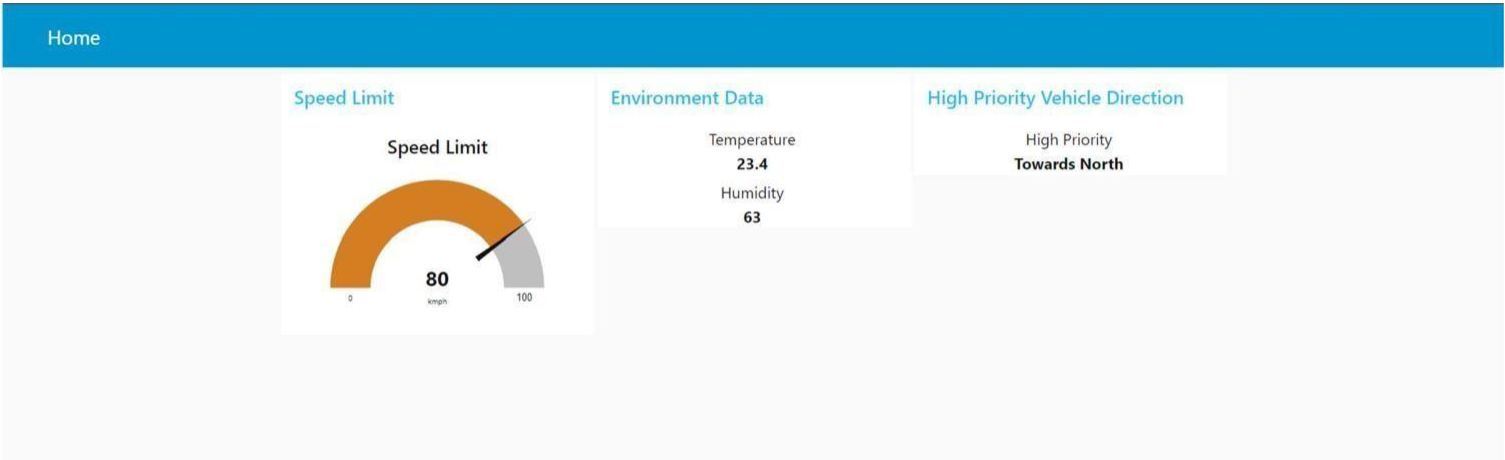 Home
Speed Limit
Speed Limit
80
0
kmph
100
Environment Data
Temperature
23.4
Humidity
63
High Priority Vehicle Direction
High Priority
Towards North